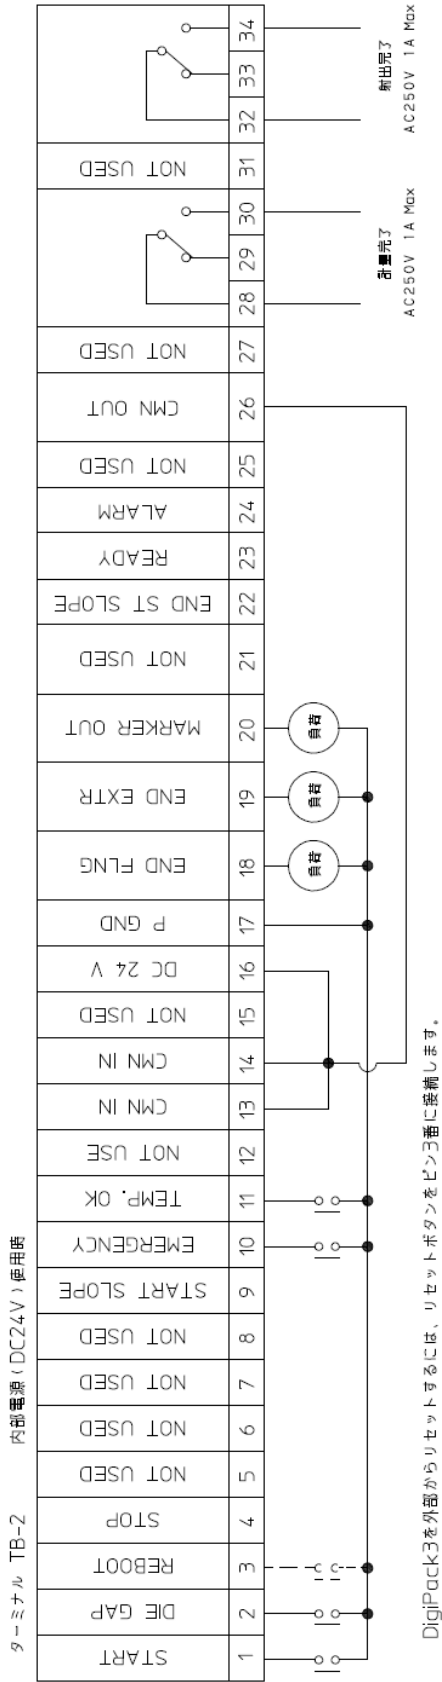 ターミナル TB-2 内部電源(DC24V)使用時
START 1
DIE GAP 2
REBOOT 3
STOP 4
NOT USED 5
NOT USED 6
NOT USED 7
NOT USED 8
START SLOPE 9
EMERGENCY 10
TEMP. OK 11
NOT USE 12
CMN IN 13
CMN IN 14
NOT USED 15
DC 24 V 16
P GND 17
END FLNG 18
END EXTR 19
MARKER OUT 20
NOT USED 21
END ST SLOPE 22
READY 23
ALARM 24
NOT USED 25
CMN OUT 26
NOT USED 27
28
29
30
NOT USED 31
32
33
34
負荷
負荷
負荷
計量完了
AC250V 1A Max
射出完了
AC250V 1A Max
DigiPack3を外部からリセットするには、リセットボタンをピン3番に接続します。